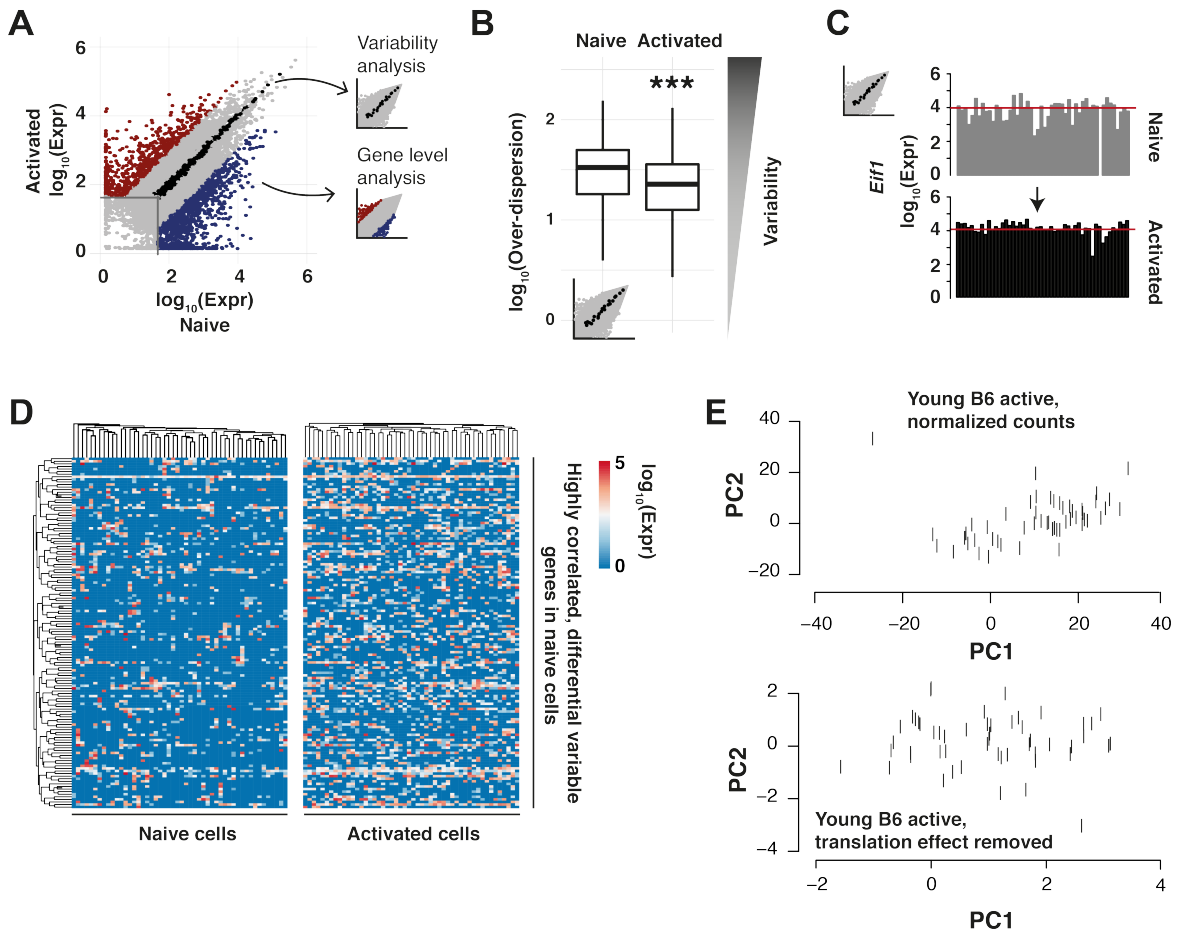 A
Activated
log10(Expr)
6
4
2
0
0
2
4
6
log10(Expr)
Naive
Variability
analysis
Gene level
analysis
B
Naive
Activated
***
log10(Over-dispersion)
2
1
0
Variability
C
Eif1
log10(Expr)
6
4
2
0
Naive
6
4
2
0
Activated
D
Naive cells
Activated cells
Highly correlated, differential variable
genes in naive cells
5
0
log10(Expr)
E
Young B6 active,
normalized counts
PC2
40
20
0
−20
−40
−20
0
20
40
PC1
PC2
2
0
−2
−4
Young B6 active,
translation effect removed
−2
0
2
4
PC1